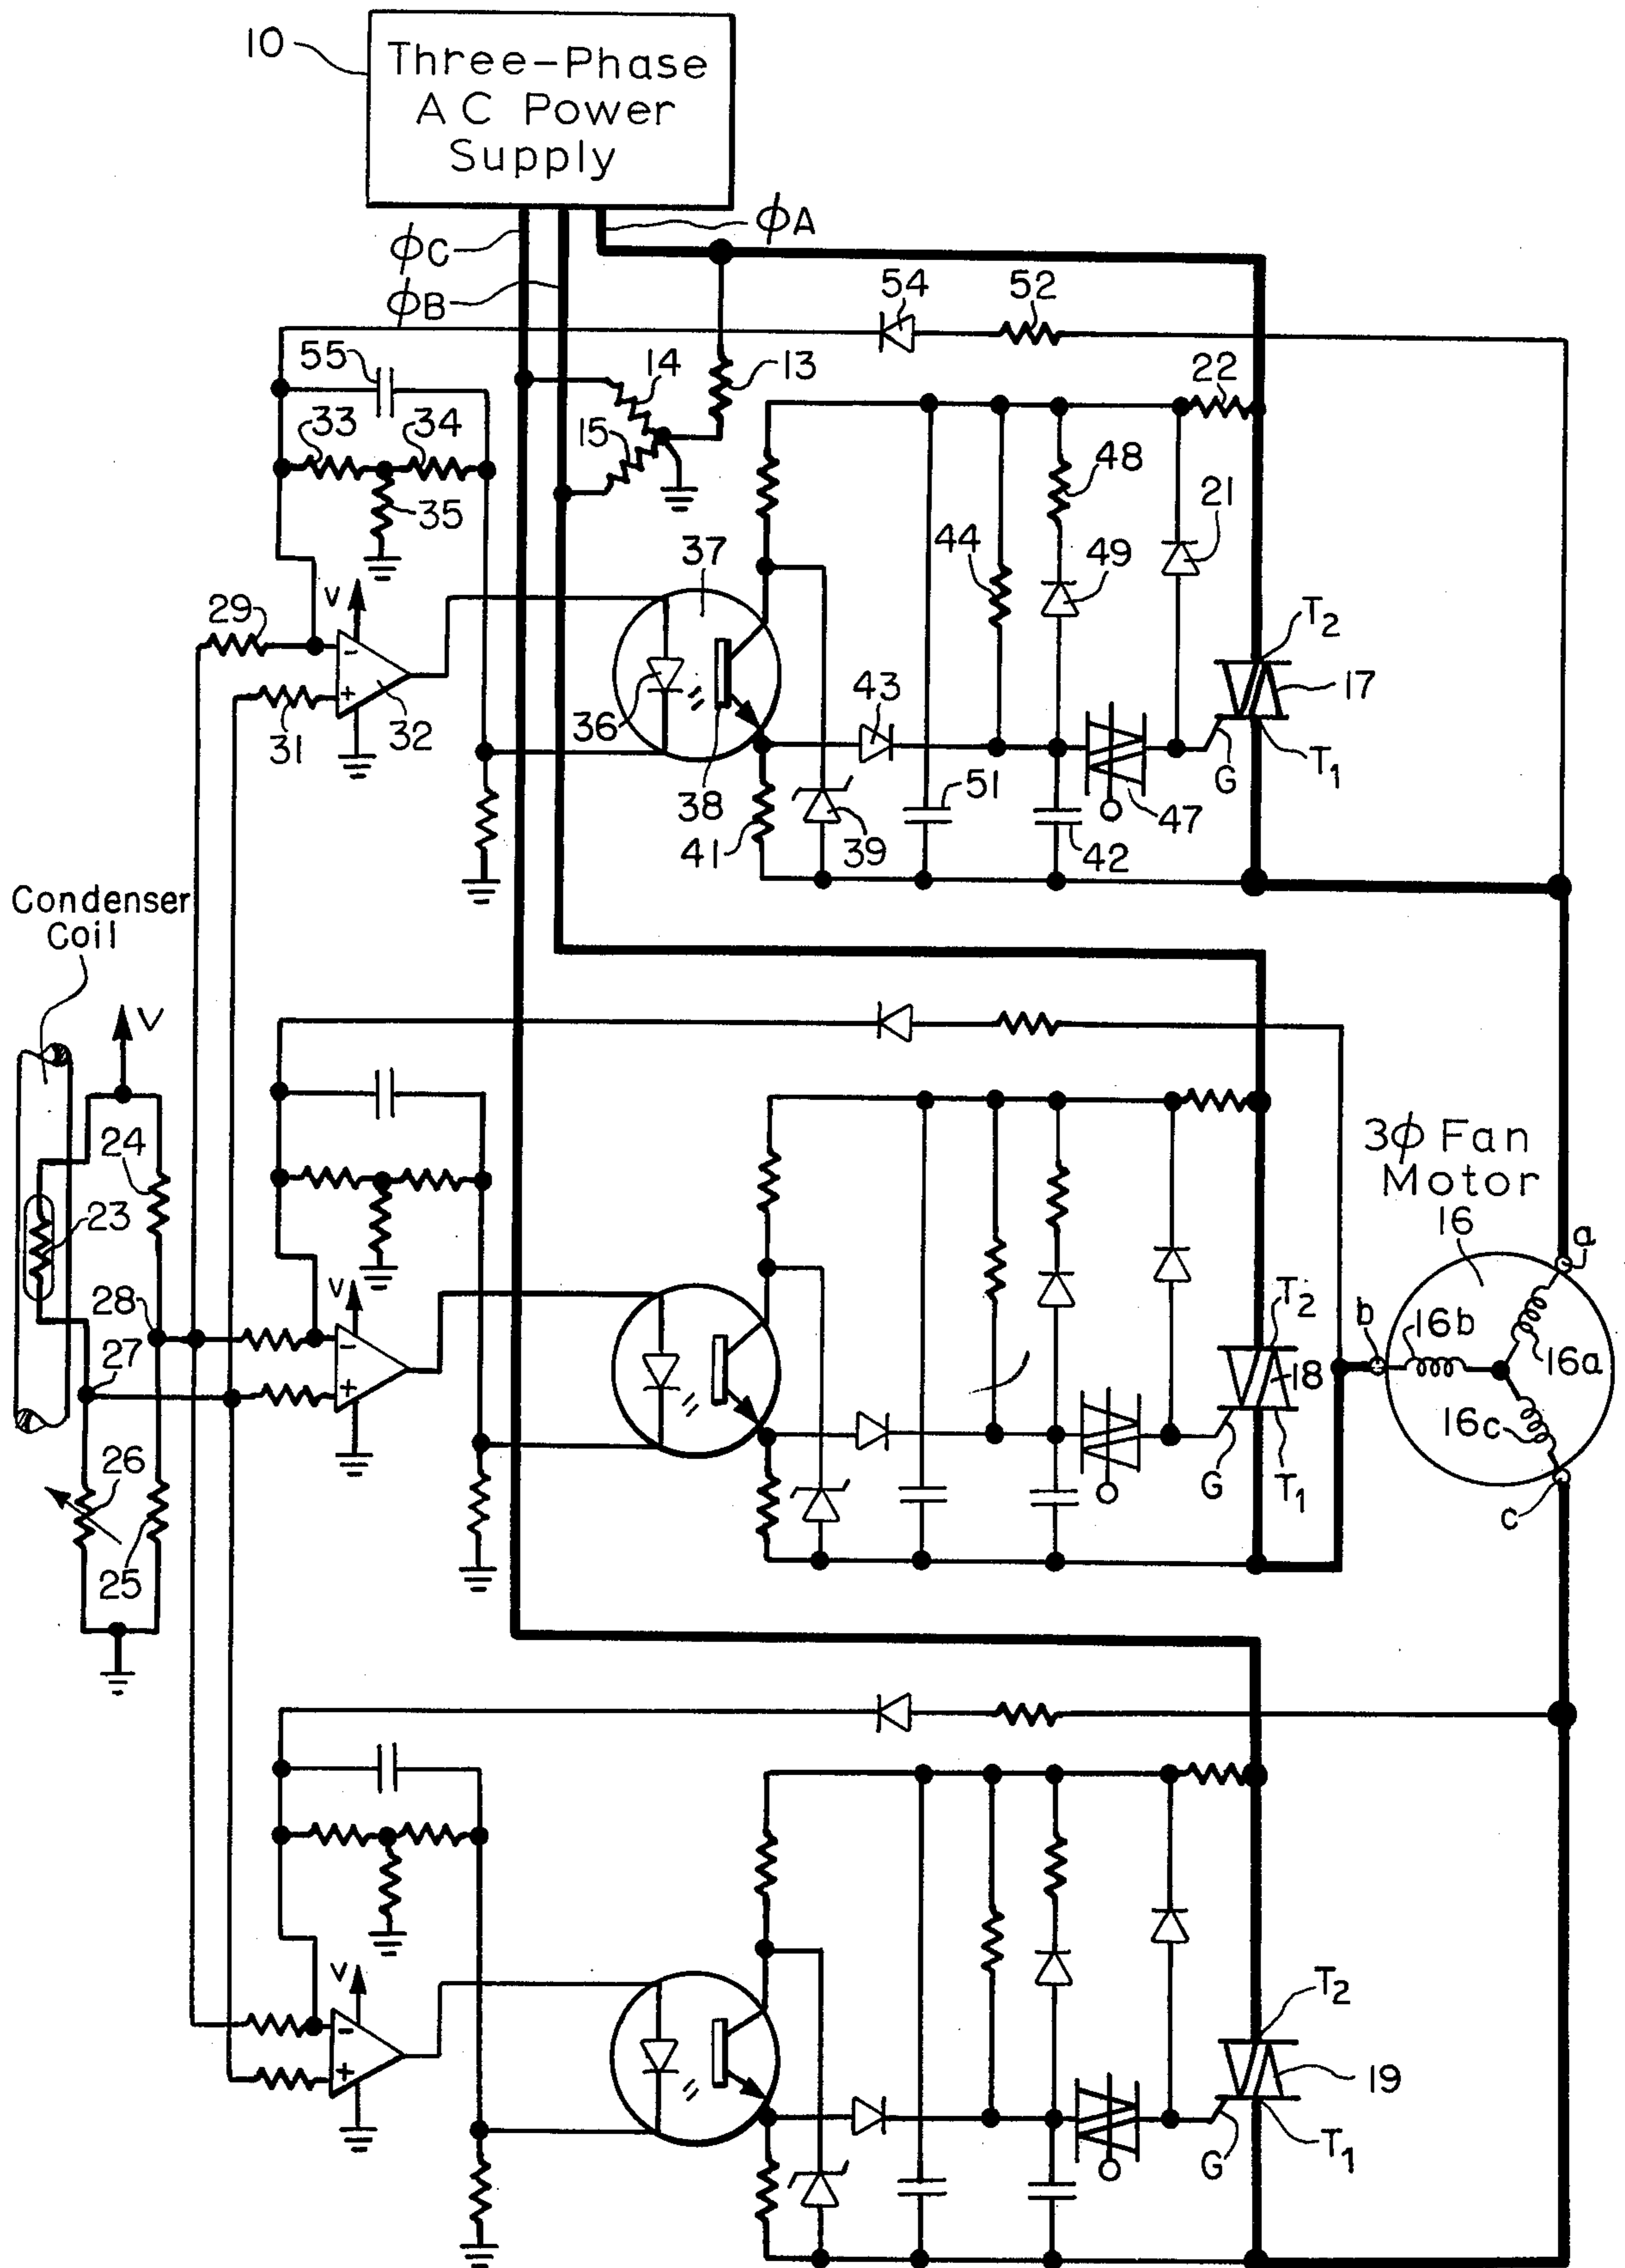 10
Three-Phase
AC Power
Supply
φA
φC
φB
54
52
55
14
13
22
33
34
15
48
35
21
44
49
37
V
T2
29
17
-
+
43
36
31
32
G
T1
38
51
47
41
39
42
Condenser
Coil
V
24
3φ Fan
Motor
16
23
a
V
28
T2
b
16b
27
-
16a
18
+
16c
26
G
T1
c
25
T2
V
-
19
+
T1
G